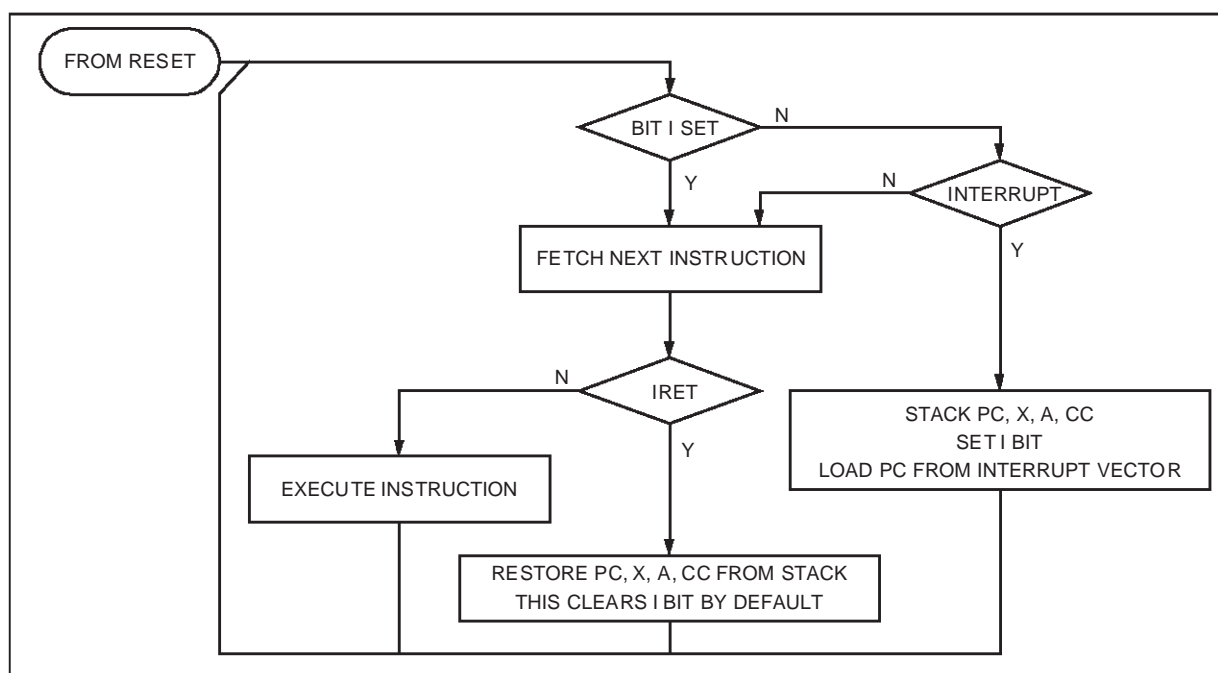 FROM RESET
BIT I SET
N
Y
N
INTERRUPT
FETCH NEXT INSTRUCTION
Y
N
IRET
STACK PC, X, A, CC
SET I BIT
LOAD PC FROM INTERRUPT VECTOR
Y
EXECUTE INSTRUCTION
RESTORE PC, X, A, CC FROM STACK
THIS CLEARS I BIT BY DEFAULT